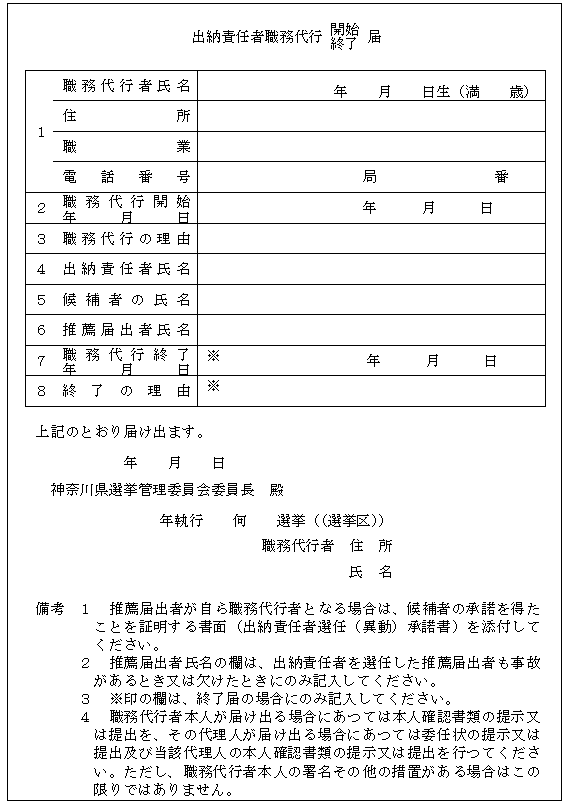 出納責任者職務代行 開始 届
終了
1 職務代行者氏名 年 月 日生(満 歳)
住所
職業
電話番号 局 番
2 職務代行開始年月日 年 月 日
3 職務代行の理由
4 出納責任者氏名
5 候補者の氏名
6 推薦届出者氏名
7 職務代行終了年月日 ※ 年 月 日
8 終了の理由 ※
上記のとおり届け出ます。
年 月 日
神奈川県選挙管理委員会委員長 殿
年執行 何 選挙((選挙区))
職務代行者 住 所
氏 名
備考 1 推薦届出者が自ら職務代行者となる場合は、候補者の承諾を得た
ことを証明する書面(出納責任者選任(異動)承諾書)を添付して
ください。
2 推薦届出者氏名の欄は、出納責任者を選任した推薦届出者も事故
があるとき又は欠けたときにのみ記入してください。
3 ※印の欄は、終了届の場合にのみ記入してください。
4 職務代行者本人が届け出る場合にあつては本人確認書類の提示又
は提出を、その代理人が届け出る場合にあつては委任状の提示又は
提出及び当該代理人の本人確認書類の提示又は提出を行つてくださ
い。ただし、職務代行者本人の署名その他の措置がある場合はこの
限りではありません。